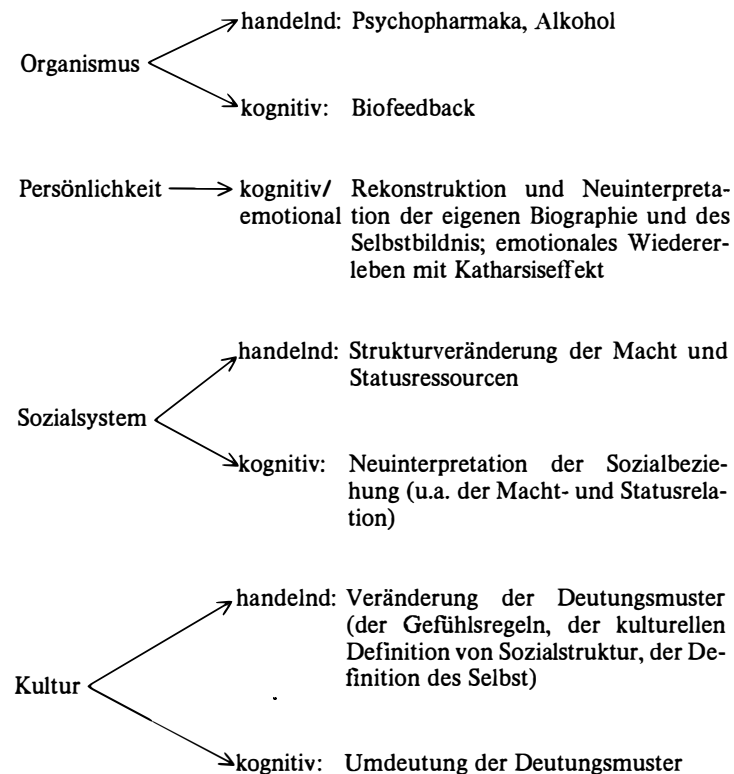 handelnd: Psychopharmaka, Alkohol
Organismus
kognitiv: Biofeedback
Persönlichkeit kognitiv/ Rekonstruktion und Neuinterpreta-
emotional tion der eigenen Biographie und des
Selbstbildnis; emotionales Wiederer-
leben mit Katharsiseffekt
handelnd: Strukturveränderung der Macht und
Statusressourcen
Sozialsystem
kognitiv: Neuinterpretation der Sozialbezie-
hung (u.a. der Macht- und Statusrela-
tion)
handelnd: Veränderung der Deutungsmuster
(der Gefühlsregeln, der kulturellen
Definition von Sozialstruktur, der De-
finition des Selbst)
Kultur
kognitiv: Umdeutung der Deutungsmuster